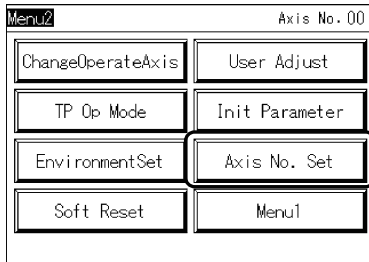 Menu2 Axis No.00
ChangeOperateAxis User Adjust
TP Op Mode Init Parameter
EnvironmentSet Axis No. Set
Soft Reset Menu1